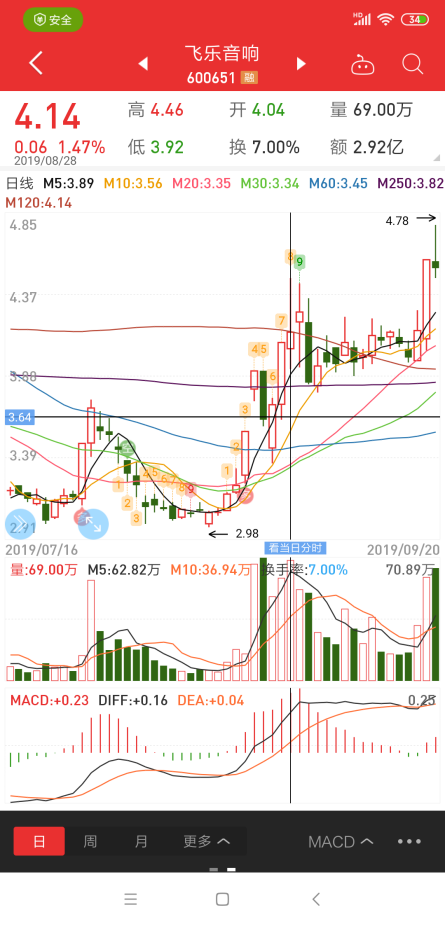 安全
HD
34
飞乐音响
600651 融
4.14 高 4.46 开 4.04 量 69.00万
0.06 1.47% 低 3.92 换 7.00% 额 2.92亿
2019/08/28
日线 M5:3.89 M10:3.56 M20:3.35 M30:3.34 M60:3.45 M250:3.82
M120:4.14
4.85
4.78
4.37
3.88
3.64
3.39
2.91
2.98
8
9
7
4 5
6
3
2
1
4 5 6 7 8 9
1
2
3
2019/07/16 看当日分时 2019/09/20
量:69.00万 M5:62.82万 M10:36.94万 换手率:7.00% 70.89万
MACD:+0.23 DIFF:+0.16 DEA:+0.04 0.25
日 周 月 更多 MACD